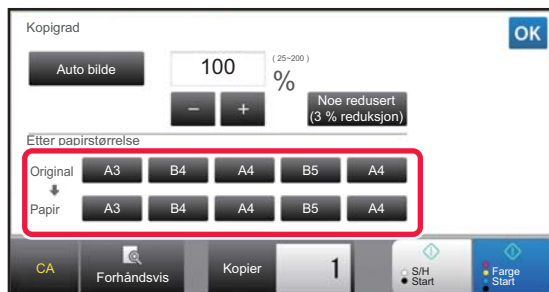 Kopigrad
OK
Auto bilde
100
(25~200)
%
−
+
Noe redusert
(3 % reduksjon)
Etter papirstørrelse
Original A3 B4 A4 B5 A4
Papir A3 B4 A4 B5 A4
CA
Forhåndsvis
Kopier
1
S/H
Start
Farge
Start